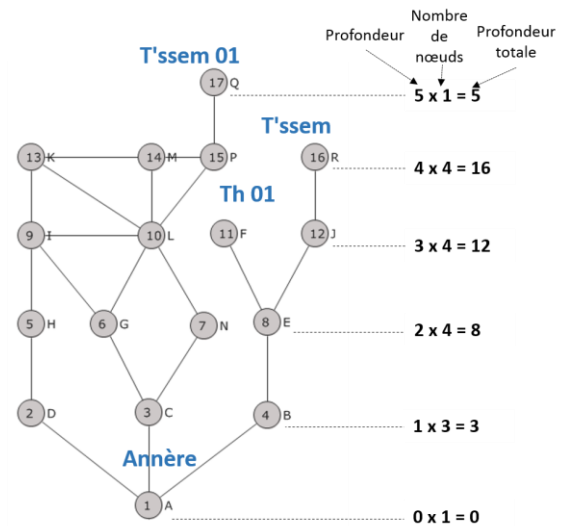 Nombre
de
nœuds
Profondeur
Profondeur
totale
T'ssem 01
17 Q
5 x 1 = 5
T'ssem
13 K
14 M
15 P
16 R
4 x 4 = 16
Th 01
9 I
10 L
11 F
12 J
3 x 4 = 12
5 H
6 G
7 N
8 E
2 x 4 = 8
2 D
3 C
4 B
1 x 3 = 3
Annère
1 A
0 x 1 = 0